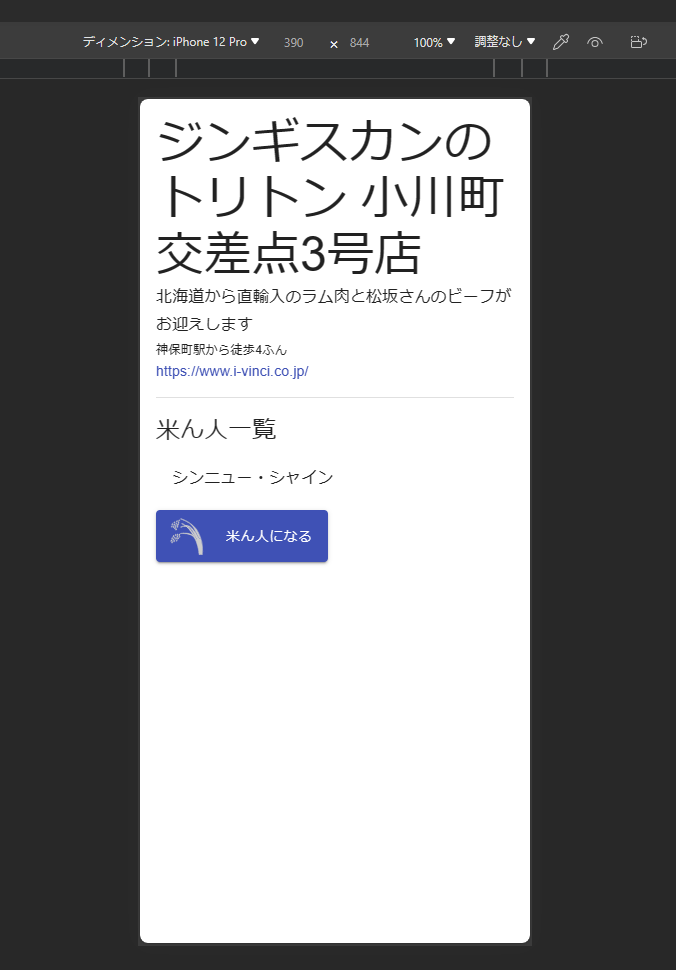 ディメンション: iPhone 12 Pro ▼ 390 × 844 100% ▼ 調整なし ▼
ジンギスカンの
トリトン 小川町
交差点3号店
北海道から直輸入のラム肉と松坂さんのビーフが
お迎えします
神保町駅から徒歩4ふん
https://www.i-vinci.co.jp/
米ん人一覧
シンニュー・シャイン
米ん人になる